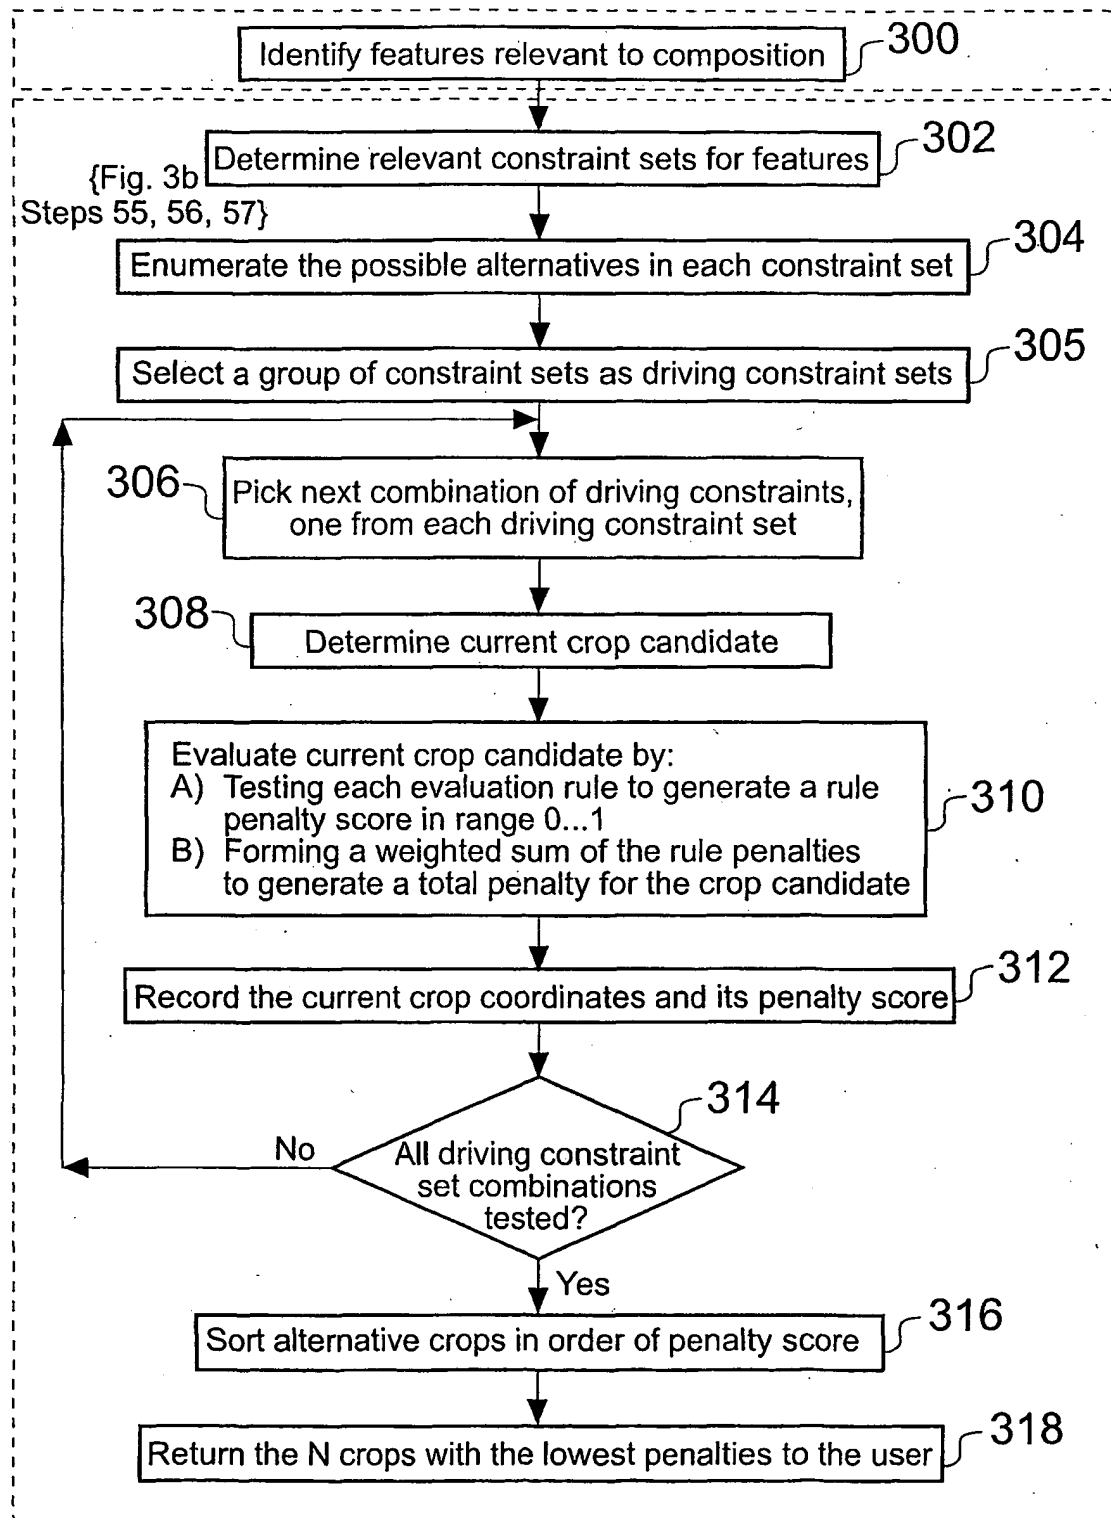 Identify features relevant to composition
300
Determine relevant constraint sets for features
302
{Fig. 3b
Steps 55, 56, 57}
Enumerate the possible alternatives in each constraint set
304
Select a group of constraint sets as driving constraint sets
305
306
Pick next combination of driving constraints,
one from each driving constraint set
308
Determine current crop candidate
Evaluate current crop candidate by:
A) Testing each evaluation rule to generate a rule
penalty score in range 0...1
B) Forming a weighted sum of the rule penalties
to generate a total penalty for the crop candidate
310
Record the current crop coordinates and its penalty score
312
314
No
All driving constraint
set combinations
tested?
Yes
Sort alternative crops in order of penalty score
316
Return the N crops with the lowest penalties to the user
318